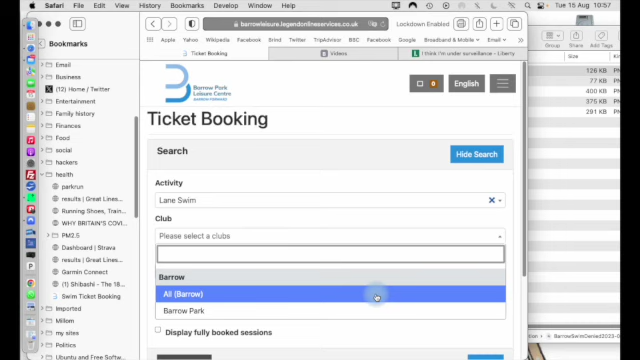 Safari File Edit View History Bookmarks Develop Window Help
Tue 15 Aug 10:57
barrowleisure.legendonlineservices.co.uk
Lockdown Enabled
Group Share Add Tags
Apple Yahoo Wikipedia Facebook Brind Twitter TripAdvisor BBC Facebook Google Broadband & Mobile Email
Ticket Booking
Videos
I think I'm under surveillance - Liberty
Size
126 KB
77 KB
400 KB
375 KB
291 KB
Bookmarks
Email
Business
(12) Home / Twitter
Entertainment
Family history
Finances
Food
social
hackers
health
parkrun
results | Great Lines...
Running Shoes, Train...
WHY BRITAIN'S COVI...
PM2.5
Dashboard | Strava
results | Great Lines...
Garmin Connect
(1) Shibashi - The 18...
Swim Ticket Booking
Imported
Millom
my sites
Politics
Ubuntu and Free Softw...
Barrow Park
Leisure Centre
0
English
Ticket Booking
Search
Hide Search
Activity
Lane Swim
Club
Please select a clubs
Barrow
All (Barrow)
Barrow Park
Display fully booked sessions
BarrowSwimDenied2023-0